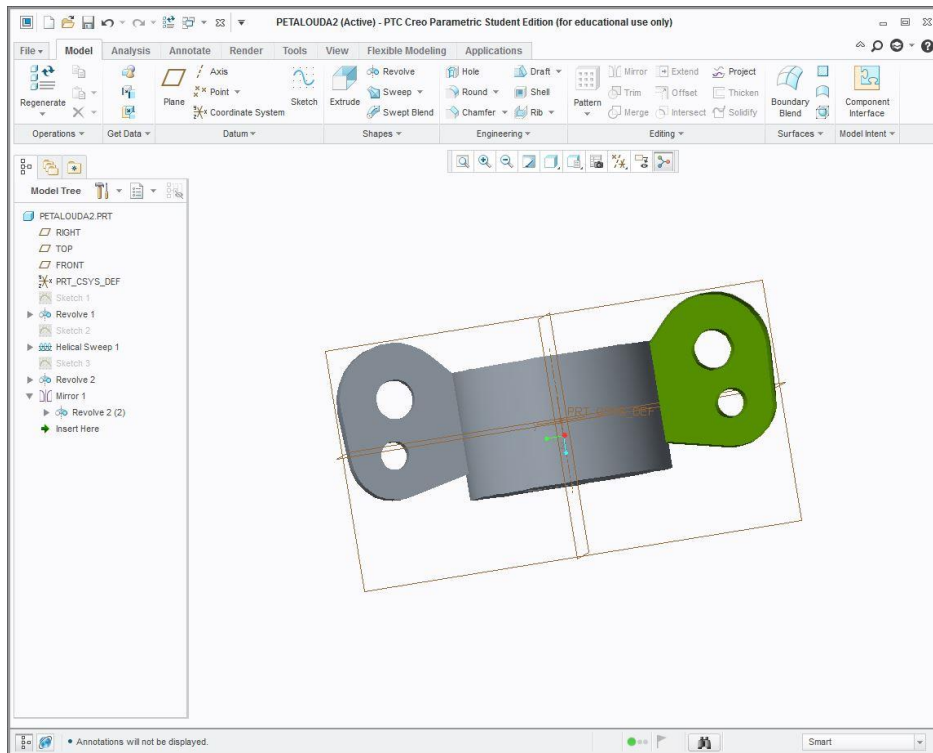 PETALOUDA2 (Active) - PTC Creo Parametric Student Edition (for educational use only)
File Model Analysis Annotate Render Tools View Flexible Modeling Applications
Regenerate
Operations
Get Data
Plane
Axis
Point
Coordinate System
Sketch
Datum
Extrude
Revolve
Sweep
Swept Blend
Shapes
Hole
Draft
Round
Shell
Chamfer
Rib
Engineering
Pattern
Mirror
Extend
Project
Trim
Offset
Thicken
Merge
Intersect
Solidify
Editing
Boundary
Blend
Surfaces
Component
Interface
Model Intent
Model Tree
PETALOUDA2.PRT
RIGHT
TOP
FRONT
PRT_CSYS_DEF
Sketch 1
Revolve 1
Sketch 2
Helical Sweep 1
Sketch 3
Revolve 2
Mirror 1
Revolve 2 (2)
Insert Here
PRT_CSYS_DEF
• Annotations will not be displayed.
Smart